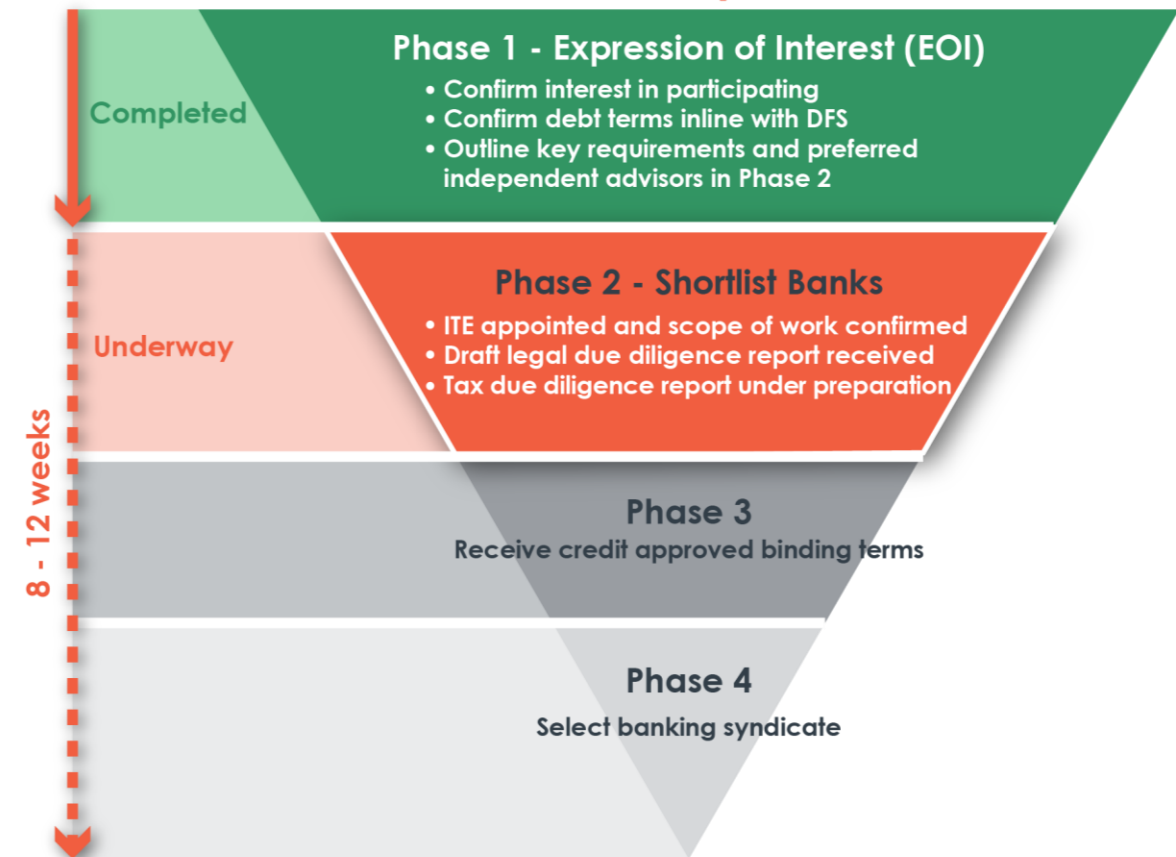 Phase 1 - Expression of Interest (EOI)
• Confirm interest in participating
• Confirm debt terms inline with DFS
• Outline key requirements and preferred
independent advisors in Phase 2
Completed
Phase 2 - Shortlist Banks
• ITE appointed and scope of work confirmed
• Draft legal due diligence report received
• Tax due diligence report under preparation
Underway
8 - 12 weeks
Phase 3
Receive credit approved binding terms
Phase 4
Select banking syndicate